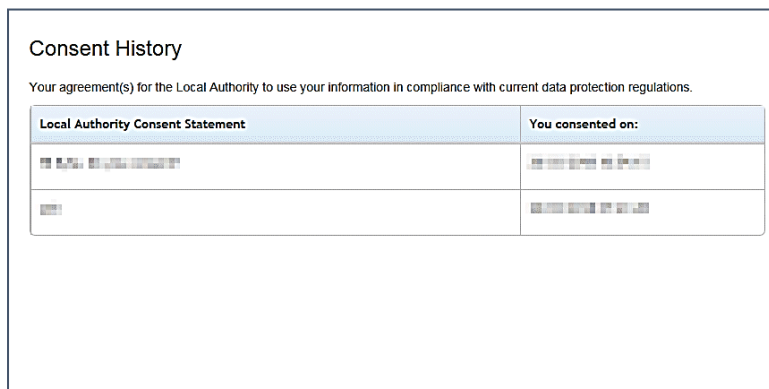 Consent History
Your agreement(s) for the Local Authority to use your information in compliance with current data protection regulations.
Local Authority Consent Statement You consented on: